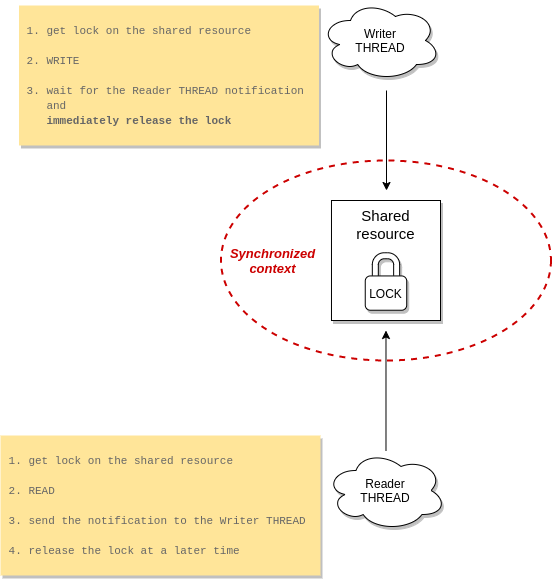 1. get lock on the shared resource
2. WRITE
3. wait for the Reader THREAD notification
and
immediately release the lock
Writer
THREAD
Shared
resource
Synchronized
context
LOCK
1. get lock on the shared resource
2. READ
3. send the notification to the Writer THREAD
4. release the lock at a later time
Reader
THREAD